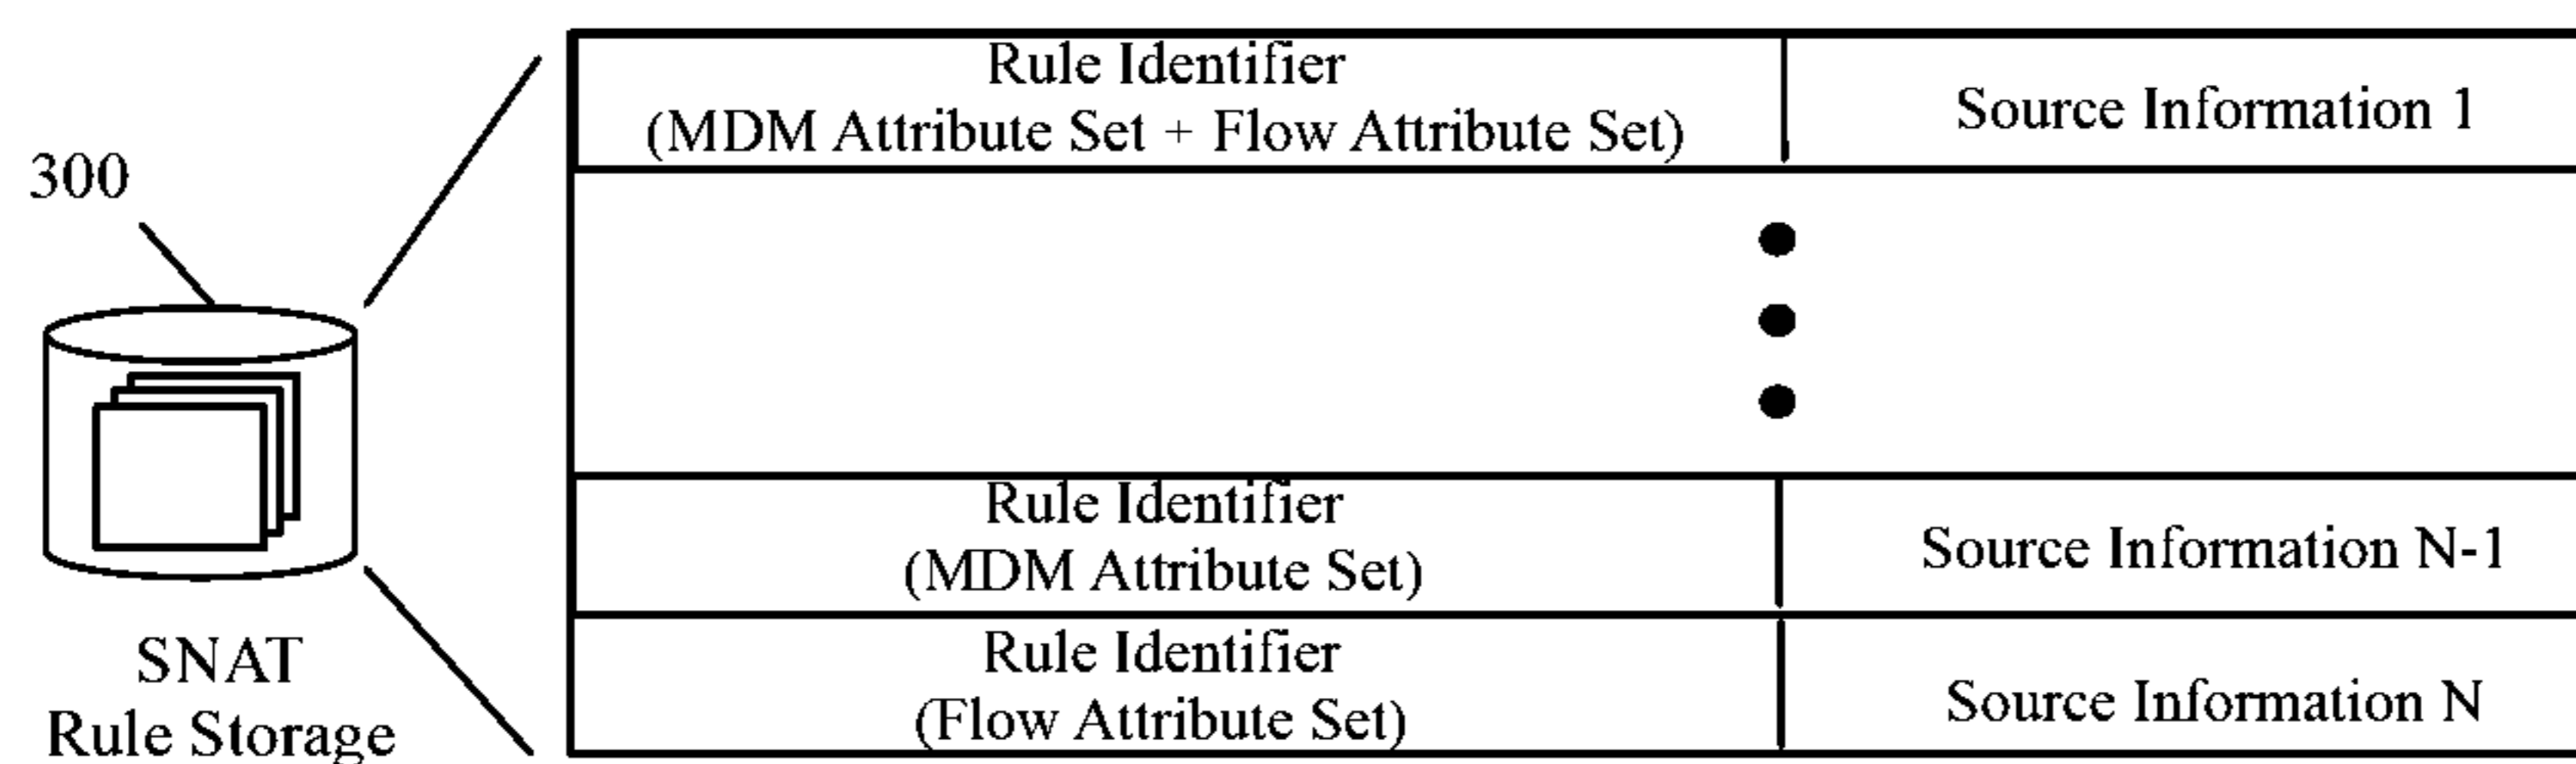 300
SNAT
Rule Storage
Rule Identifier
(MDM Attribute Set + Flow Attribute Set)
Source Information 1
Rule Identifier
(MDM Attribute Set)
Source Information N-1
Rule Identifier
(Flow Attribute Set)
Source Information N